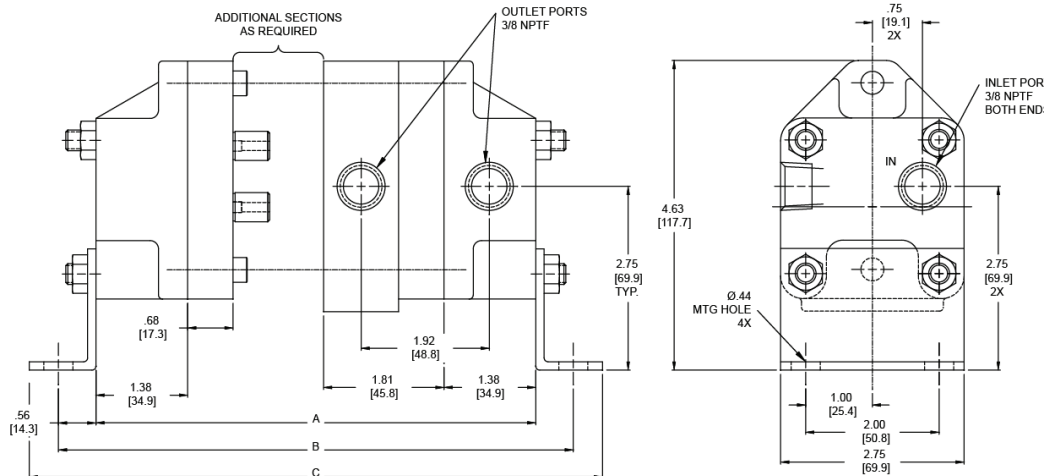 ADDITIONAL SECTIONS
AS REQUIRED
OUTLET PORTS
3/8 NPTF
.75
[19.1]
2X
INLET POR
3/8 NPTF
BOTH ENDS
IN
4.63
[117.7]
2.75
[69.9]
TYP.
2.75
[69.9]
2X
Ø.44
MTG HOLE
4X
.68
[17.3]
1.92
[48.8]
1.38
[34.9]
1.81
[45.8]
1.38
[34.9]
.56
[14.3]
A
B
C
1.00
[25.4]
2.00
[50.8]
2.75
[69.9]